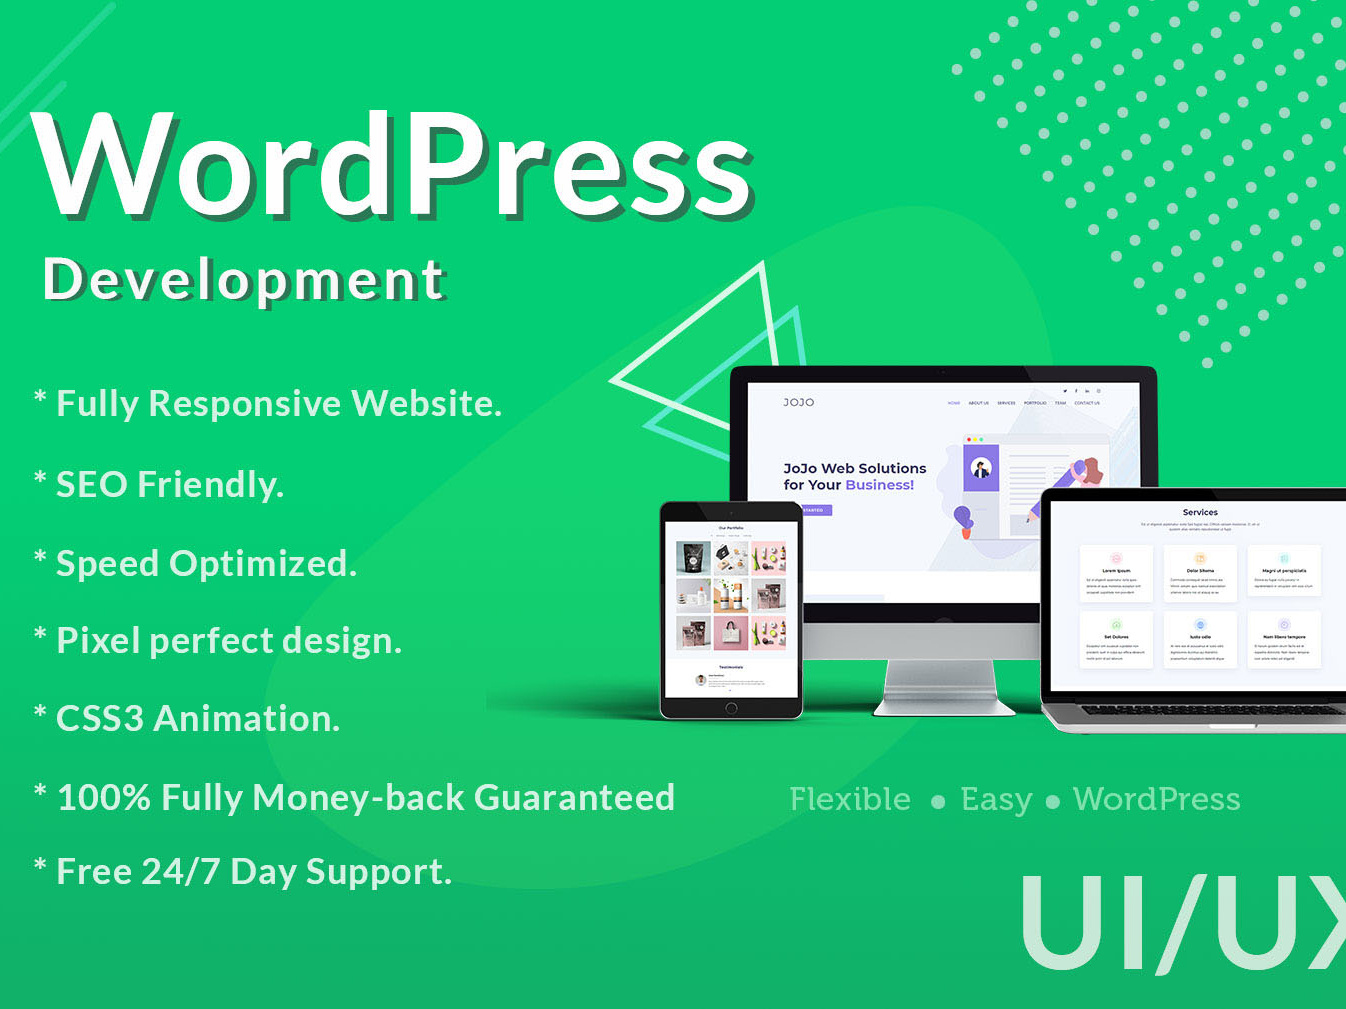 WordPress
Development
* Fully Responsive Website.
* SEO Friendly.
* Speed Optimized.
* Pixel perfect design.
* CSS3 Animation.
* 100% Fully Money-back Guaranteed
* Free 24/7 Day Support.
JOJO
HOME ABOUT US SERVICES PORTFOLIO TEAM CONTACT US
JoJo Web Solutions
for Your Business!
STARTED
Our Portfolio
Testimonials
Services
Lorem Ipsum
Dolor Sitema
Magni ut perspiciatis
Set Dolores
Iusto odio
Nam litiens tempore
Flexible ● Easy ● WordPress
UI/UX